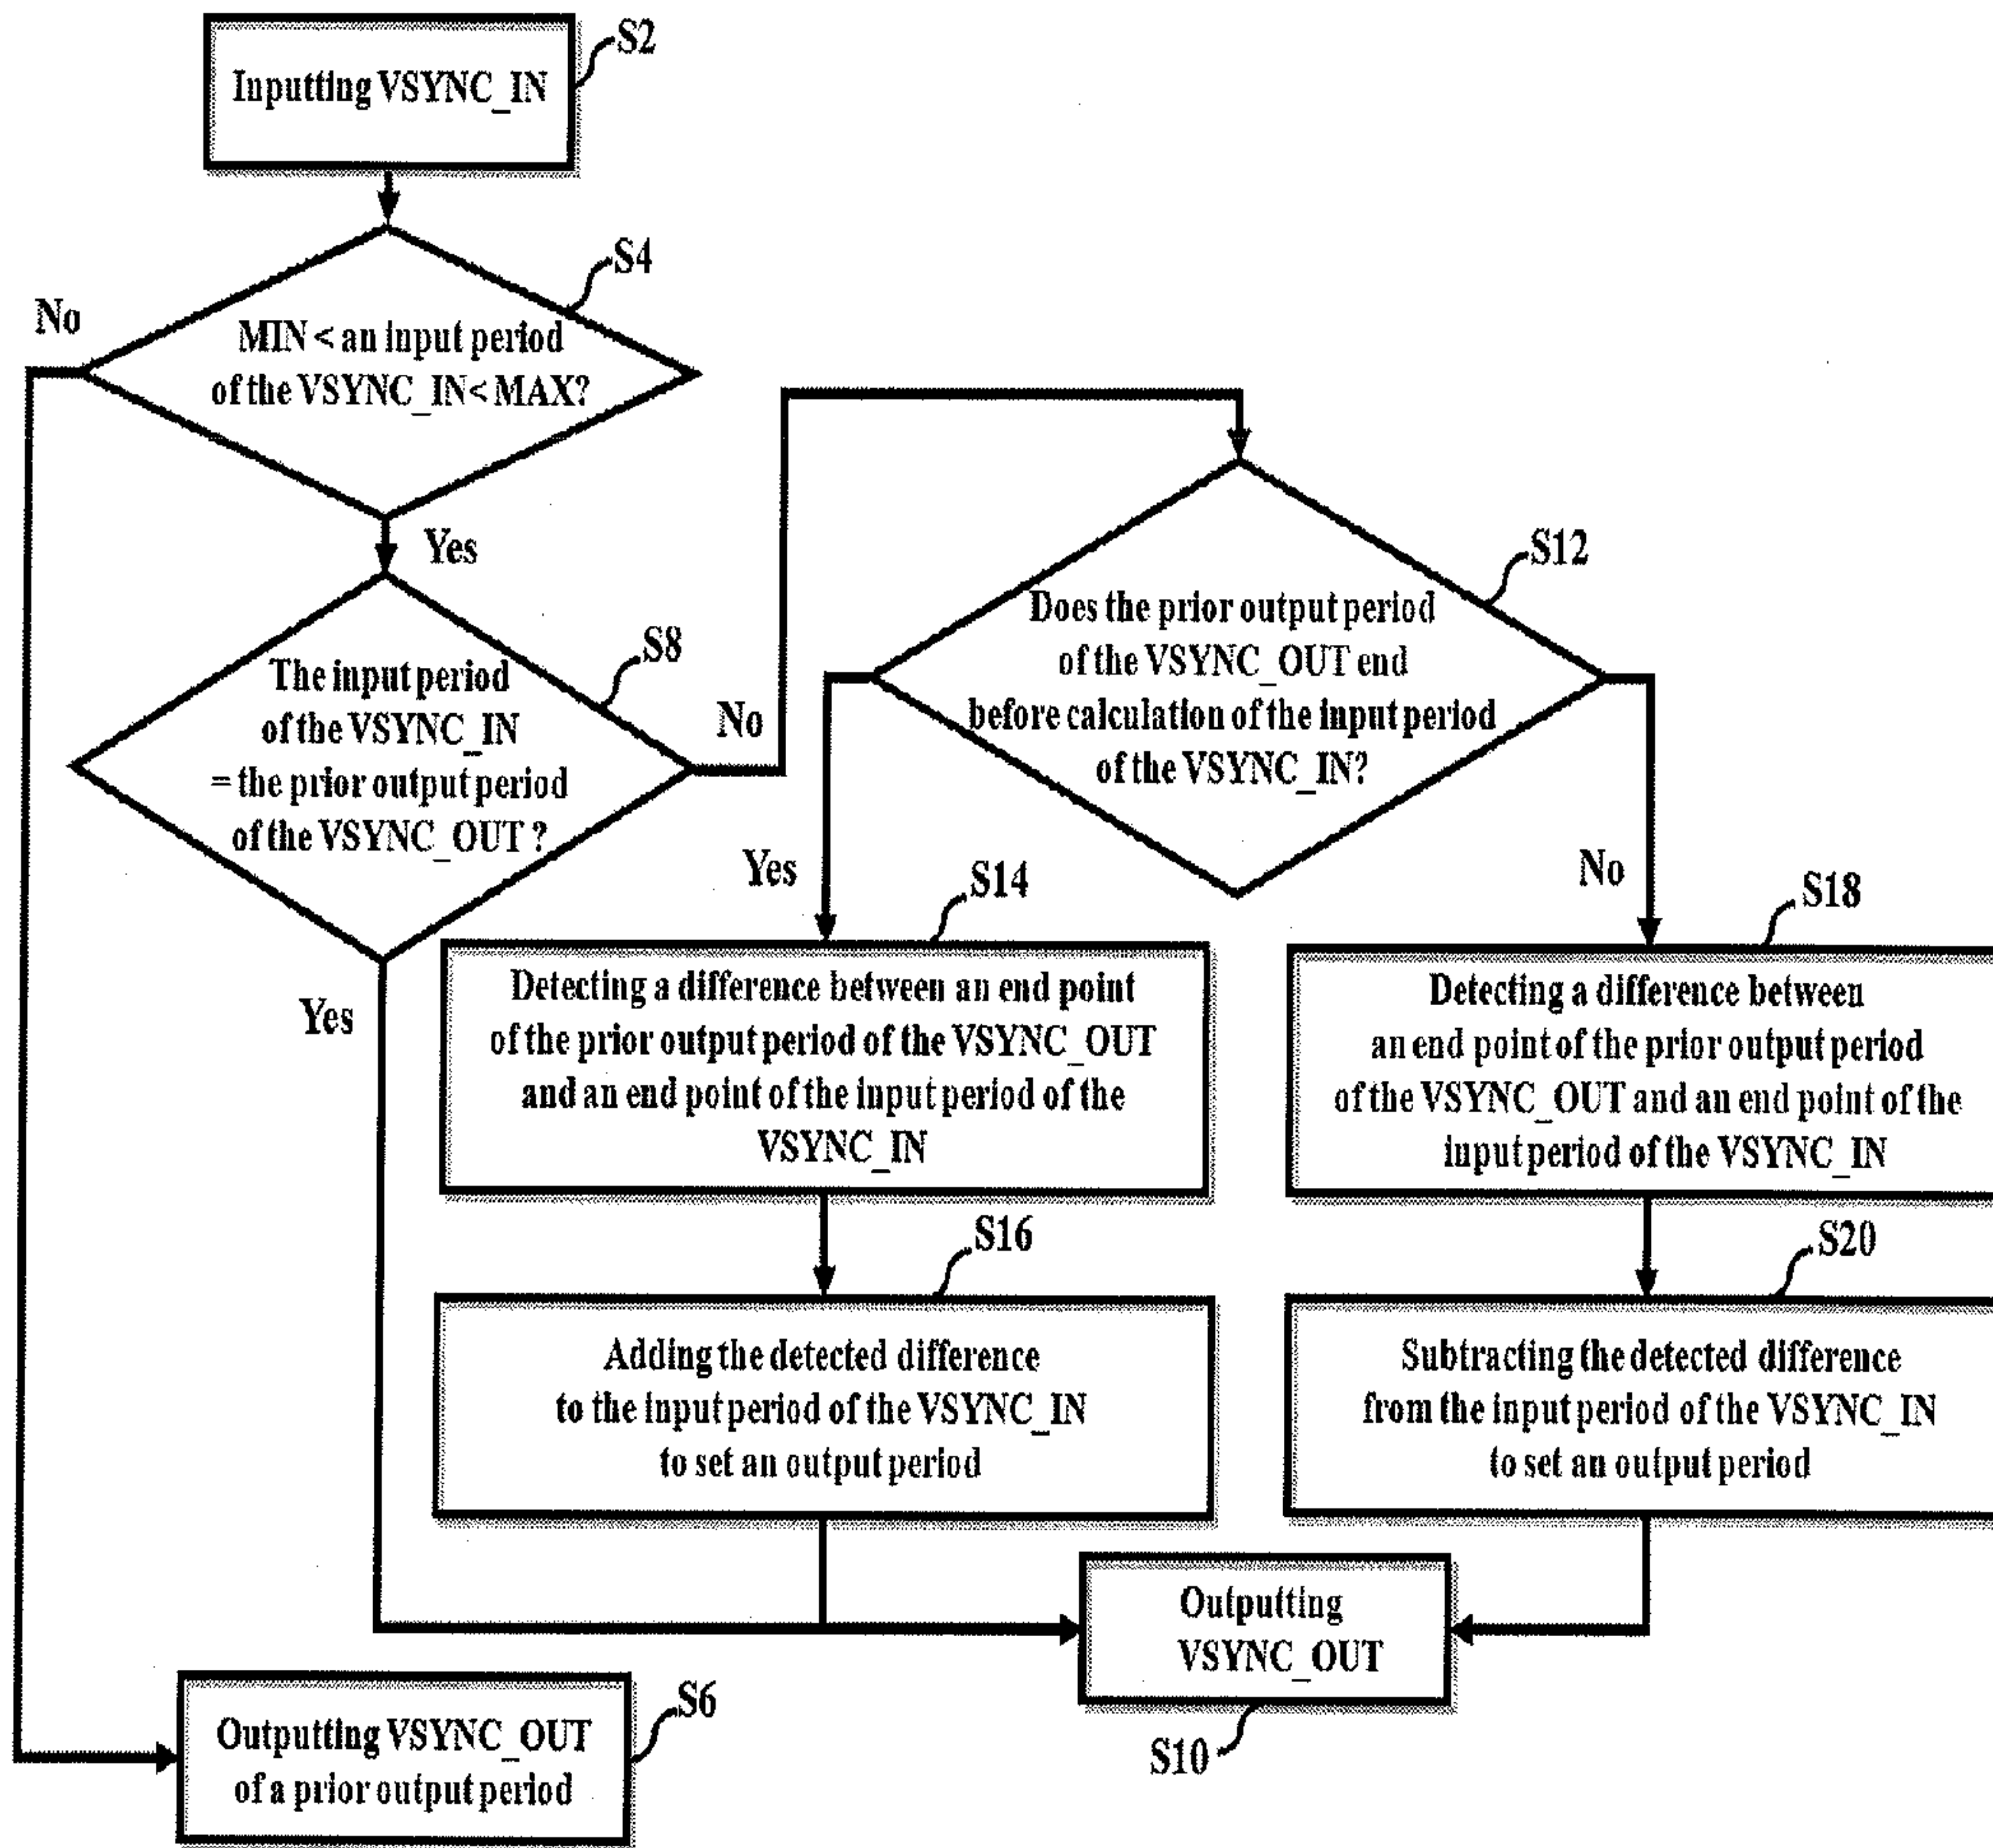 S2
Inputting VSYNC_IN
S4
No
MIN < an input period
of the VSYNC_IN< MAX?
Yes
S8
The input period
of the VSYNC_IN
= the prior output period
of the VSYNC_OUT ?
No
Yes
S12
Does the prior output period
of the VSYNC_OUT end
before calculation of the input period
of the VSYNC_IN?
Yes
No
S14
Detecting a difference between an end point
of the prior output period of the VSYNC_OUT
and an end point of the input period of the
VSYNC_IN
S18
Detecting a difference between
an end point of the prior output period
of the VSYNC_OUT and an end point of the
input period of the VSYNC_IN
S16
Adding the detected difference
to the input period of the VSYNC_IN
to set an output period
S20
Subtracting the detected difference
from the input period of the VSYNC_IN
to set an output period
Outputting
VSYNC_OUT
S10
S6
Outputting VSYNC_OUT
of a prior output period